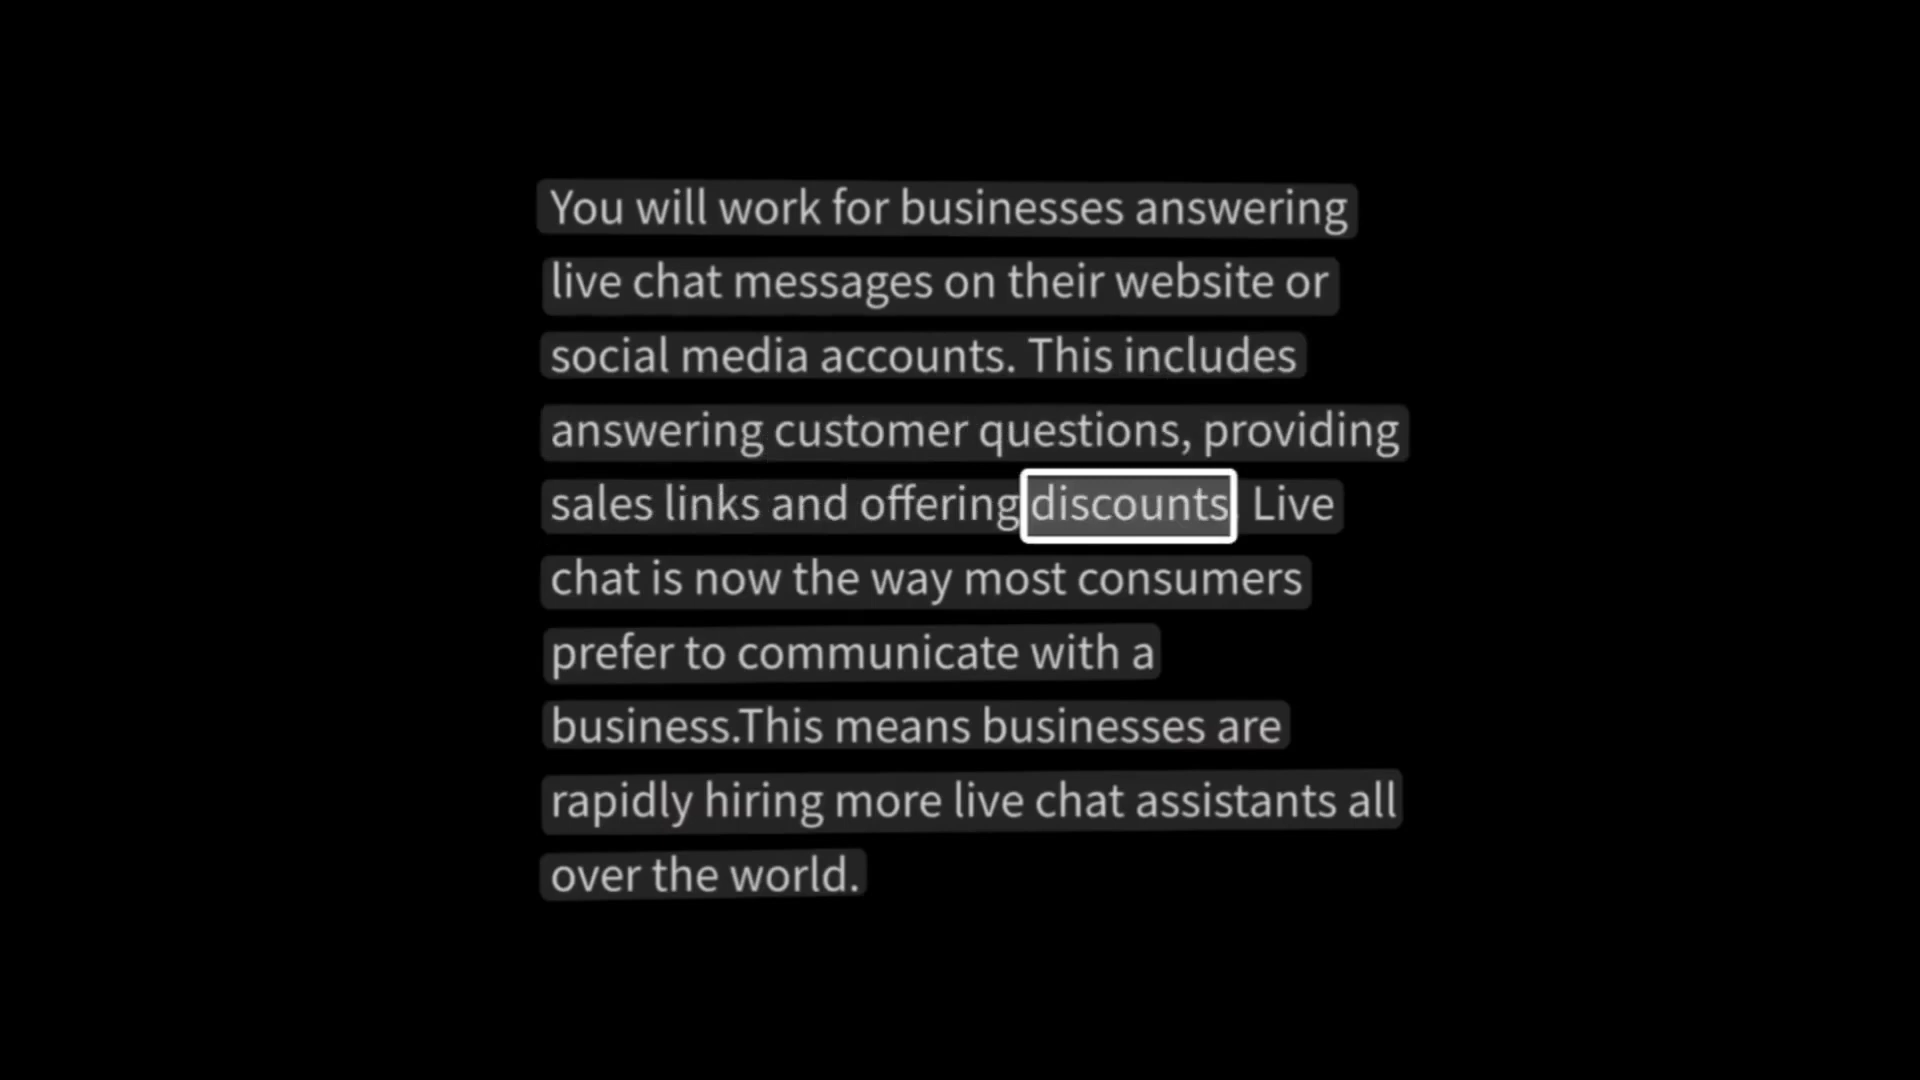 You will work for businesses answering
live chat messages on their website or
social media accounts. This includes
answering customer questions, providing
sales links and offering discounts Live
chat is now the way most consumers
prefer to communicate with a
business.This means businesses are
rapidly hiring more live chat assistants all
over the world.